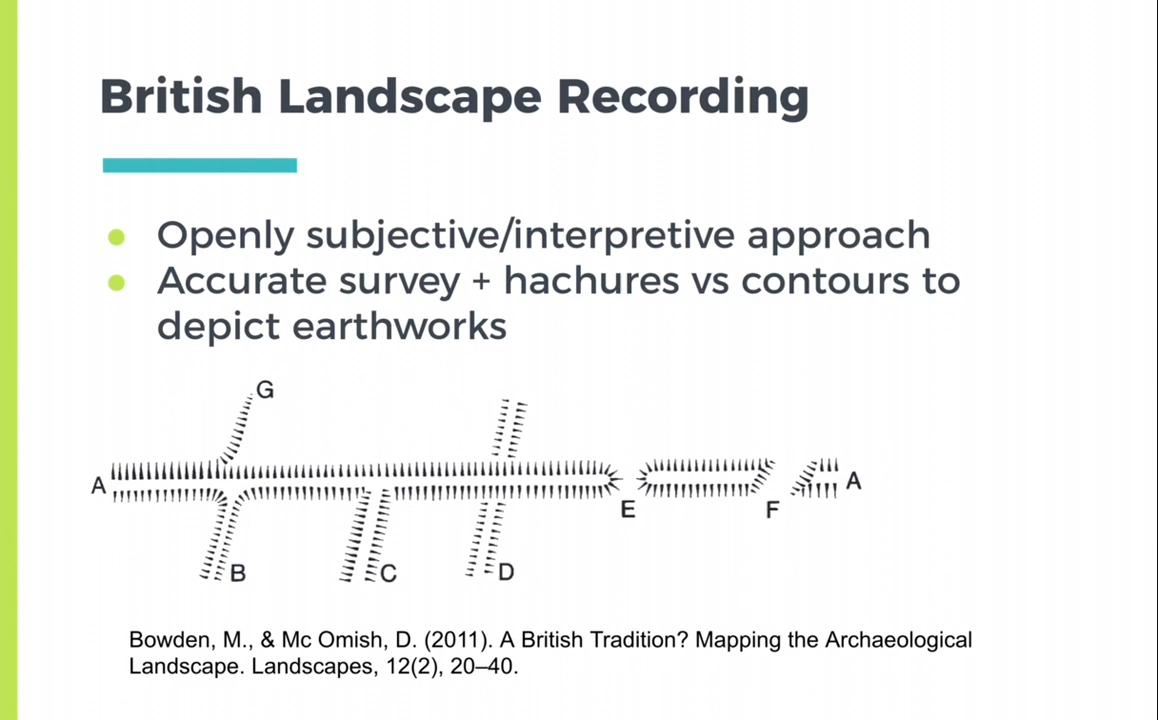 British Landscape Recording
Openly subjective/interpretive approach
Accurate survey + hachures vs contours to
depict earthworks
G
A
A
E
F
B
C
D
Bowden, M., & Mc Omish, D. (2011). A British Tradition? Mapping the Archaeological
Landscape. Landscapes, 12(2), 20–40.